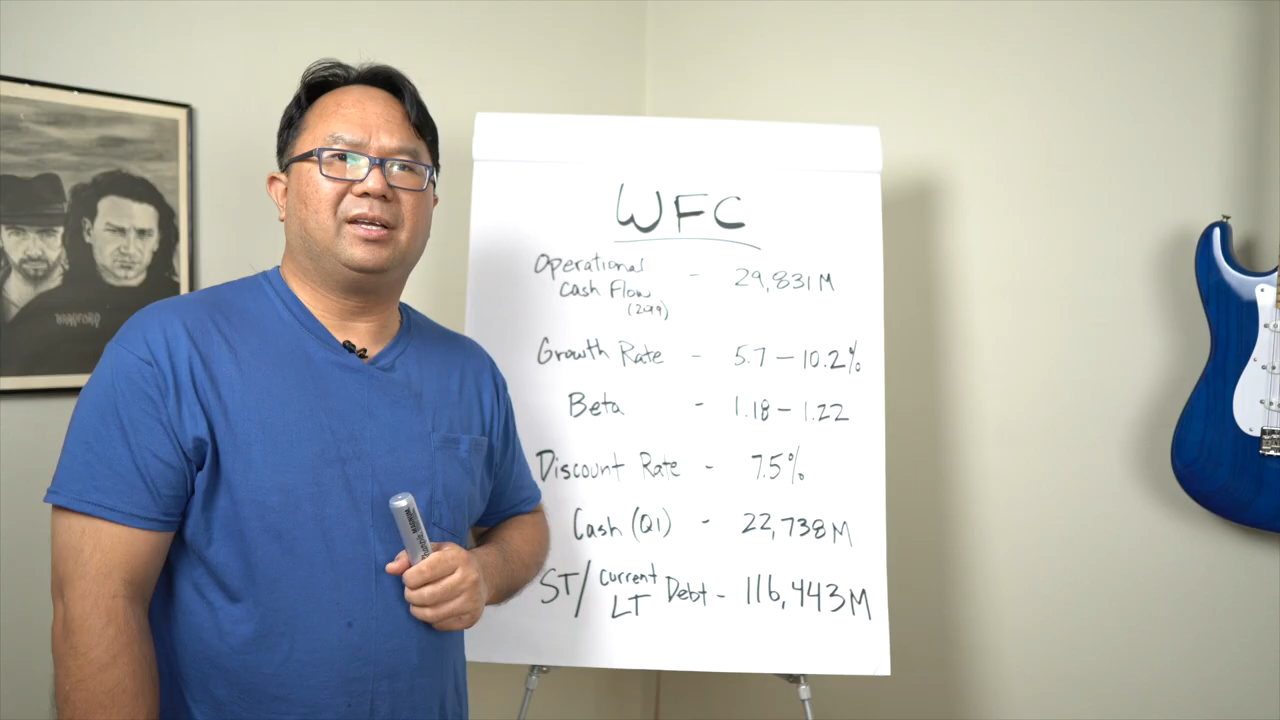 WFC
Operational - 29,831M
Cash Flow
(2019)
Growth Rate - 5.7 - 10.2%
Beta - 1.18 - 1.22
Discount Rate - 7.5%
Cash (Q1) - 22,738M
ST/ Current LT Debt - 116,443M
MAGNUM